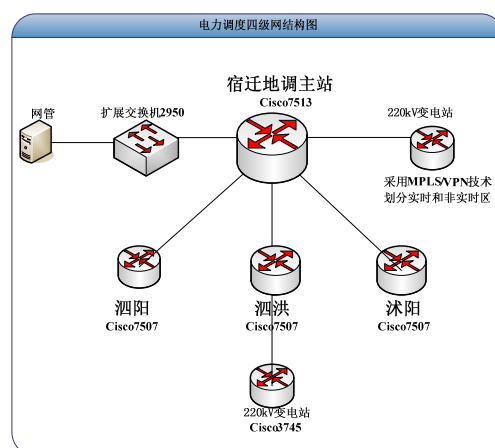 电力调度四级网结构图
宿迁地调主站
Cisco7513
网管
扩展交换机2950
220kV变电站
采用MPLS/VPN技术
划分实时和非实时区
泗阳
Cisco7507
泗洪
Cisco7507
沭阳
Cisco7507
220kV变电站
Cisco3745